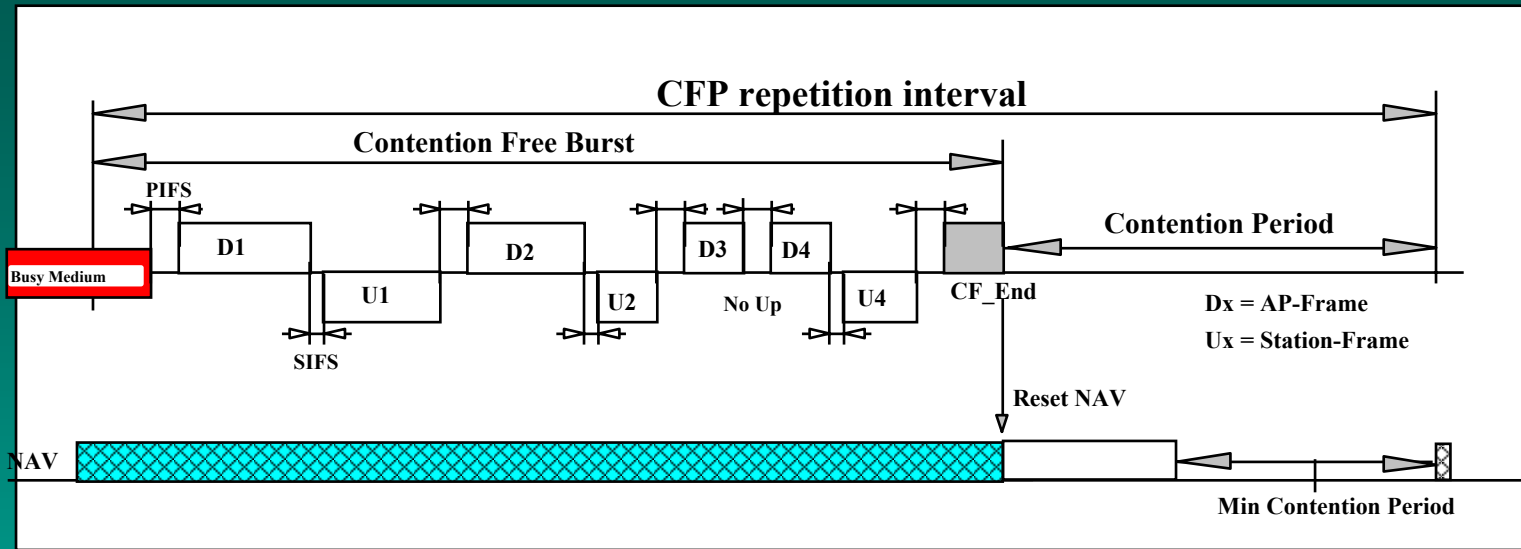 CFP repetition interval
Contention Free Burst
PIFS
Contention Period
D1
D2
D3
D4
Busy Medium
U1
U2
No Up
U4
CF_End
Dx = AP-Frame
Ux = Station-Frame
SIFS
Reset NAV
NAV
Min Contention Period